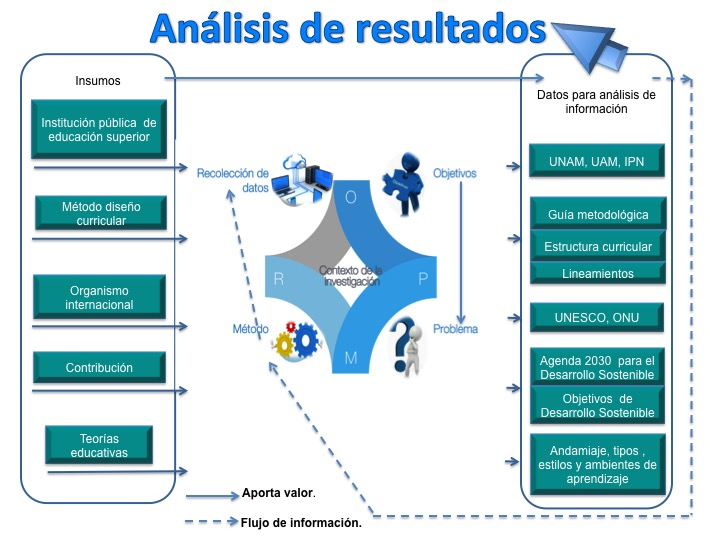 Análisis de resultados
Insumos
Institución pública de
educación superior
Método diseño
curricular
Organismo
internacional
Contribución
Teorías
educativas
Recolección de
datos
Objetivos
O
R
P
M
Contexto de la
investigación
Método
Problema
Datos para análisis de
información
UNAM, UAM, IPN
Guía metodológica
Estructura curricular
Lineamientos
UNESCO, ONU
Agenda 2030 para el
Desarrollo Sostenible
Objetivos de
Desarrollo Sostenible
Andamiaje, tipos ,
estilos y ambientes de
aprendizaje
Aporta valor.
Flujo de información.